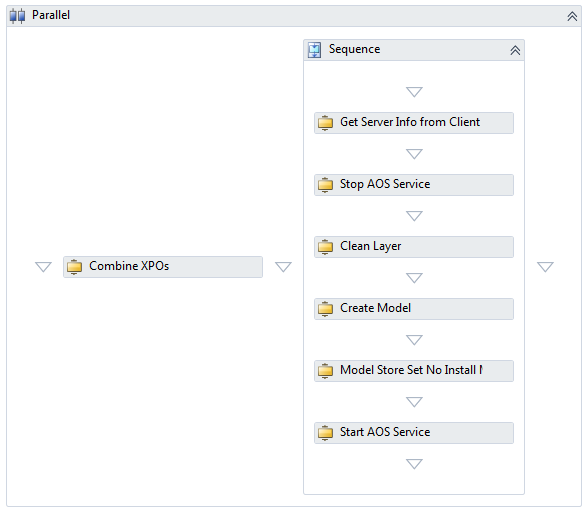 Parallel
Sequence
Get Server Info from Client
Stop AOS Service
Clean Layer
Combine XPOs
Create Model
Model Store Set No Install
Start AOS Service